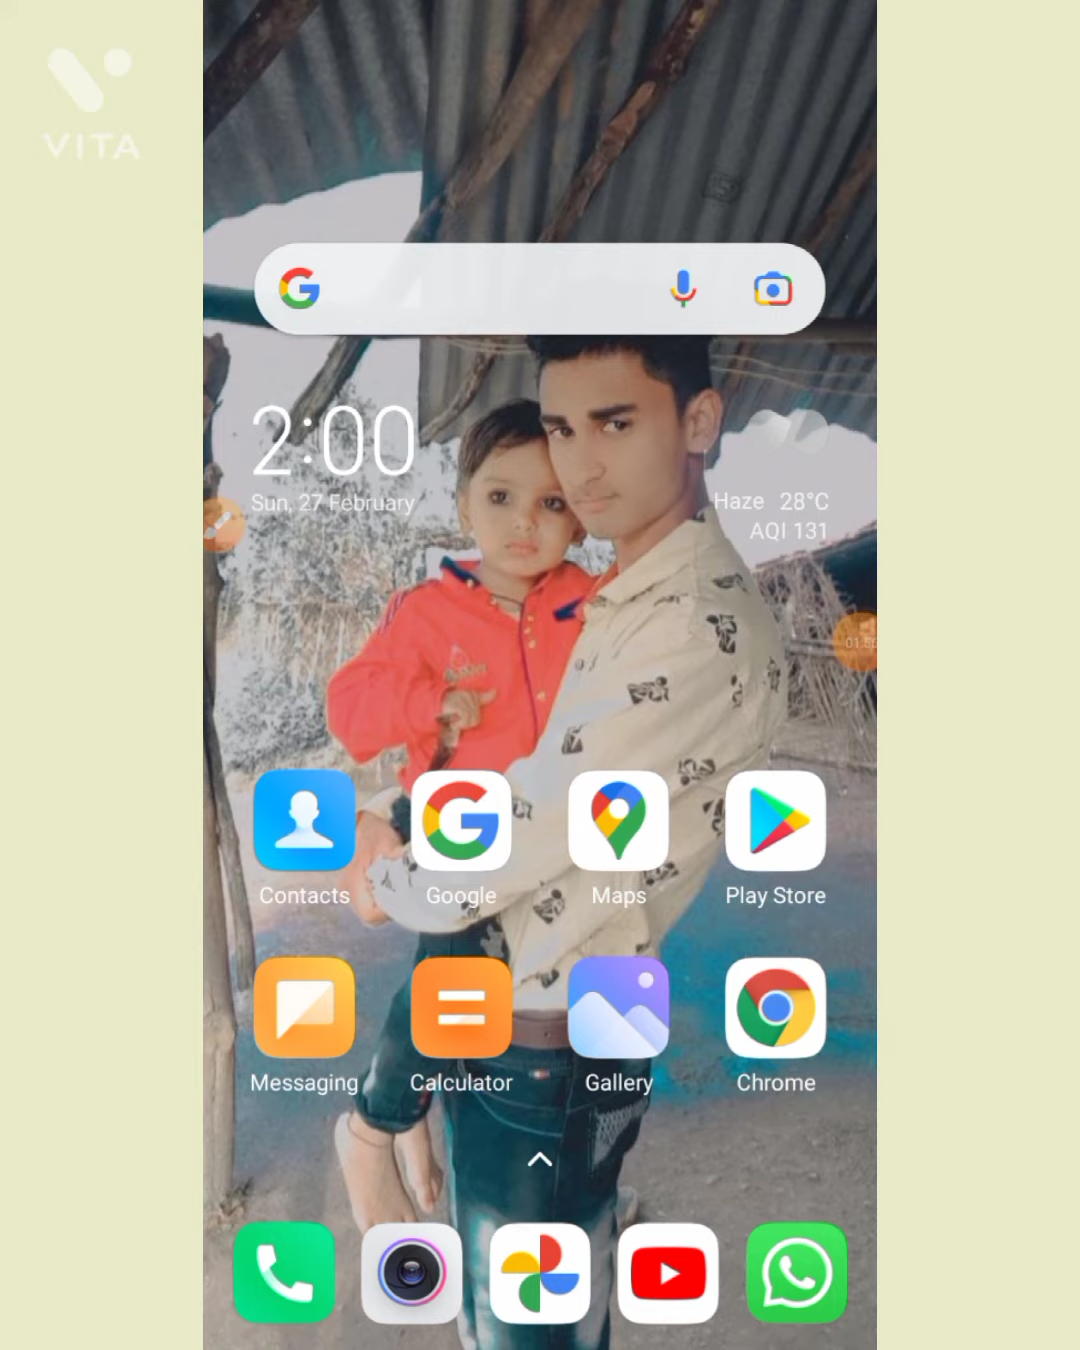 VITA
2:00
Sun, 27 February
Haze 28°C
AQI 131
Contacts
Google
Maps
Play Store
Messaging
Calculator
Gallery
Chrome